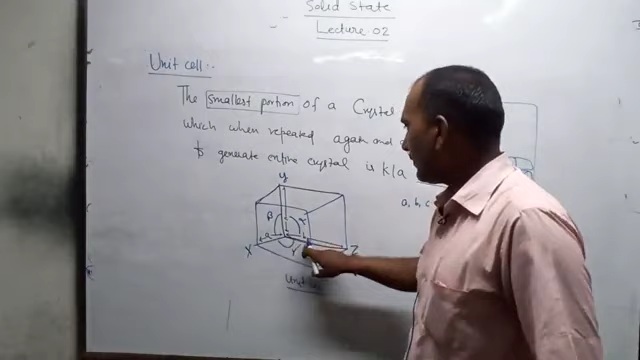 Solid State
Lecture 02
Unit cell:-
The smallest portion of a Crystal
which when repeated again and
to generate entire crystal is k/a
a, b, c
y
β
α
a
X
γ
Z
Unit